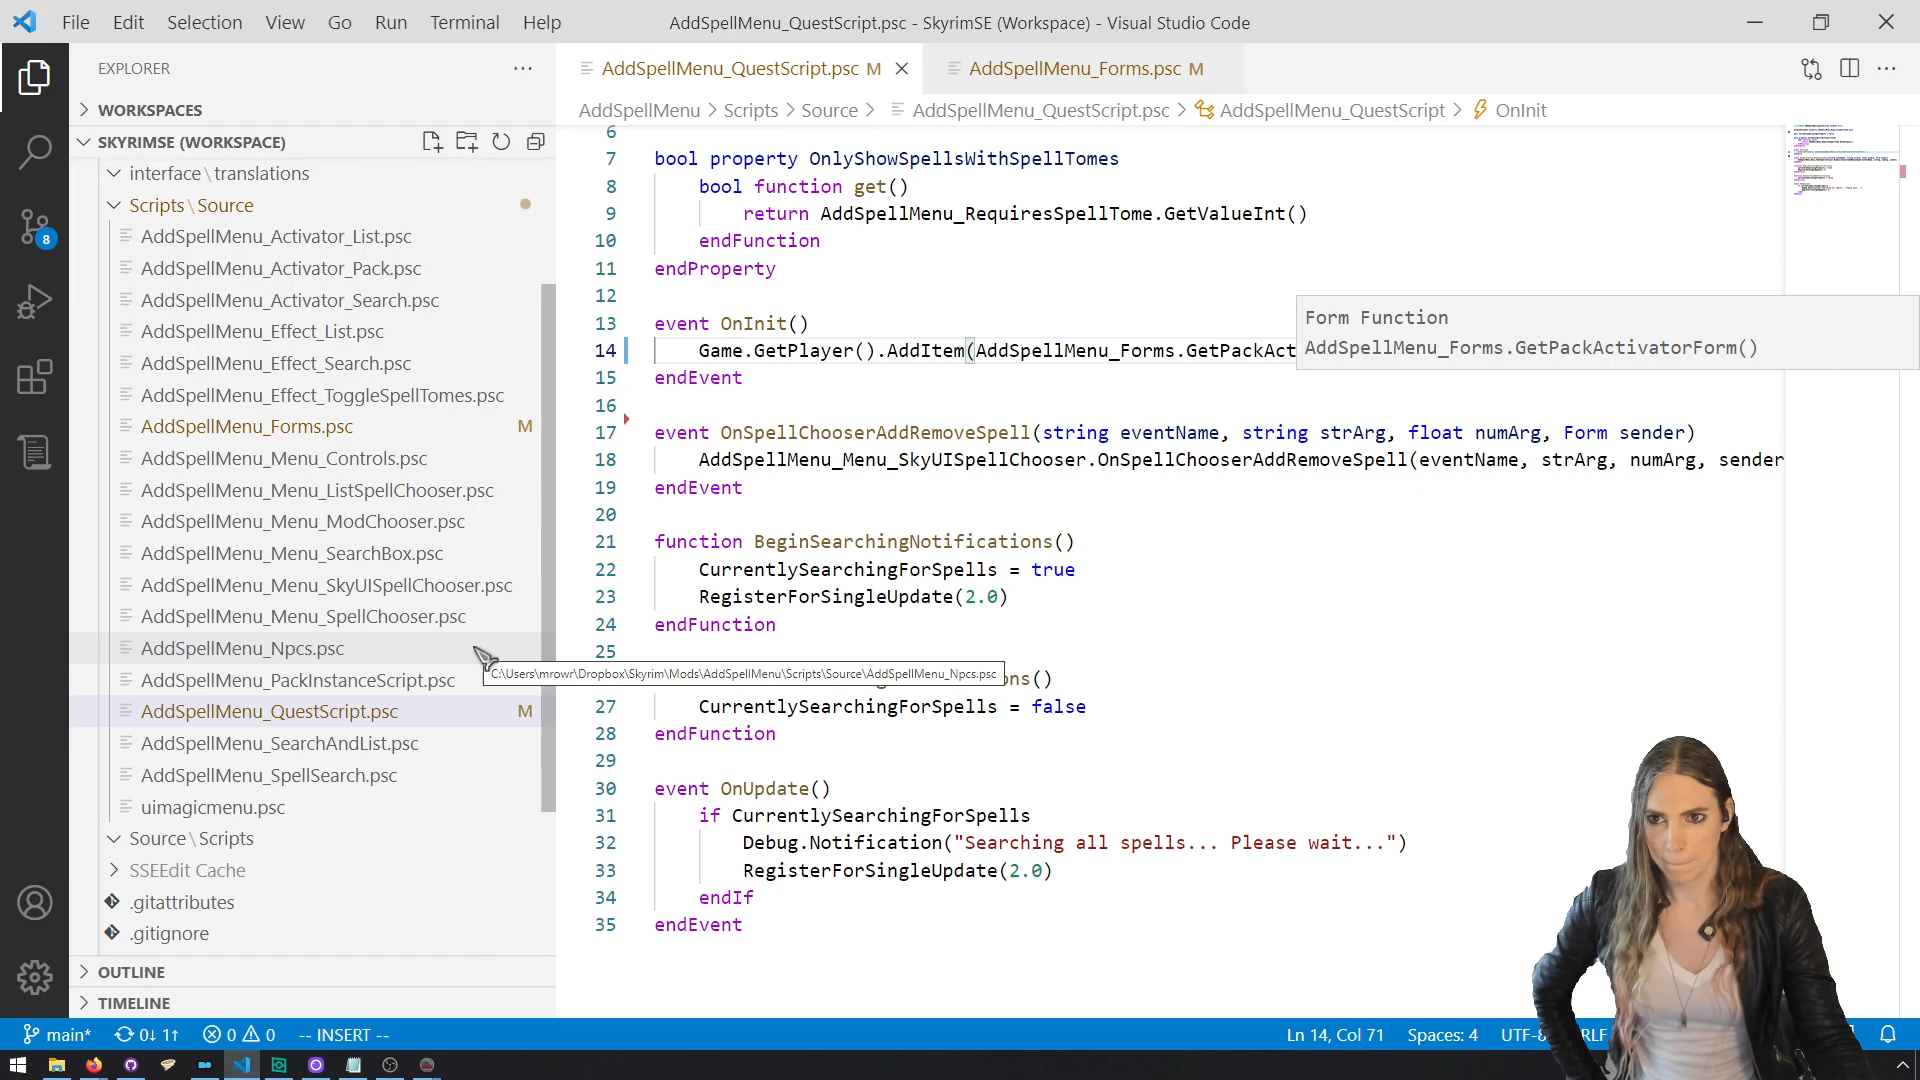 File Edit Selection View Go Run Terminal Help
AddSpellMenu_QuestScript.psc - SkyrimSE (Workspace) - Visual Studio Code
EXPLORER
WORKSPACES
SKYRIMSE (WORKSPACE)
interface\translations
Scripts\Source
AddSpellMenu_Activator_List.psc
AddSpellMenu_Activator_Pack.psc
AddSpellMenu_Activator_Search.psc
AddSpellMenu_Effect_List.psc
AddSpellMenu_Effect_Search.psc
AddSpellMenu_Effect_ToggleSpellTomes.psc
AddSpellMenu_Forms.psc M
AddSpellMenu_Menu_Controls.psc
AddSpellMenu_Menu_ListSpellChooser.psc
AddSpellMenu_Menu_ModChooser.psc
AddSpellMenu_Menu_SearchBox.psc
AddSpellMenu_Menu_SkyUISpellChooser.psc
AddSpellMenu_Menu_SpellChooser.psc
AddSpellMenu_Npcs.psc
AddSpellMenu_PackInstanceScript.psc
AddSpellMenu_QuestScript.psc M
AddSpellMenu_SearchAndList.psc
AddSpellMenu_SpellSearch.psc
uimagicmenu.psc
Source\Scripts
SSEEdit Cache
.gitattributes
.gitignore
OUTLINE
TIMELINE
8
AddSpellMenu_QuestScript.psc M
AddSpellMenu_Forms.psc M
AddSpellMenu > Scripts > Source > AddSpellMenu_QuestScript.psc > AddSpellMenu_QuestScript > OnInit
6
7 bool property OnlyShowSpellsWithSpellTomes
8 bool function get()
9 return AddSpellMenu_RequiresSpellTome.GetValueInt()
10 endFunction
11 endProperty
12
13 event OnInit()
14 Game.GetPlayer().AddItem(AddSpellMenu_Forms.GetPackAct
15 endEvent
16
17 event OnSpellChooserAddRemoveSpell(string eventName, string strArg, float numArg, Form sender)
18 AddSpellMenu_Menu_SkyUISpellChooser.OnSpellChooserAddRemoveSpell(eventName, strArg, numArg, sender
19 endEvent
20
21 function BeginSearchingNotifications()
22 CurrentlySearchingForSpells = true
23 RegisterForSingleUpdate(2.0)
24 endFunction
25
ns()
27 CurrentlySearchingForSpells = false
28 endFunction
29
30 event OnUpdate()
31 if CurrentlySearchingForSpells
32 Debug.Notification("Searching all spells... Please wait...")
33 RegisterForSingleUpdate(2.0)
34 endIf
35 endEvent
Form Function
AddSpellMenu_Forms.GetPackActivatorForm()
C:\Users\mrowr\Dropbox\Skyrim\Mods\AddSpellMenu\Scripts\Source\AddSpellMenu_Npcs.psc
main* 0↓ 1↑ 0 0 -- INSERT --
Ln 14, Col 71 Spaces: 4 UTF-8 RLF